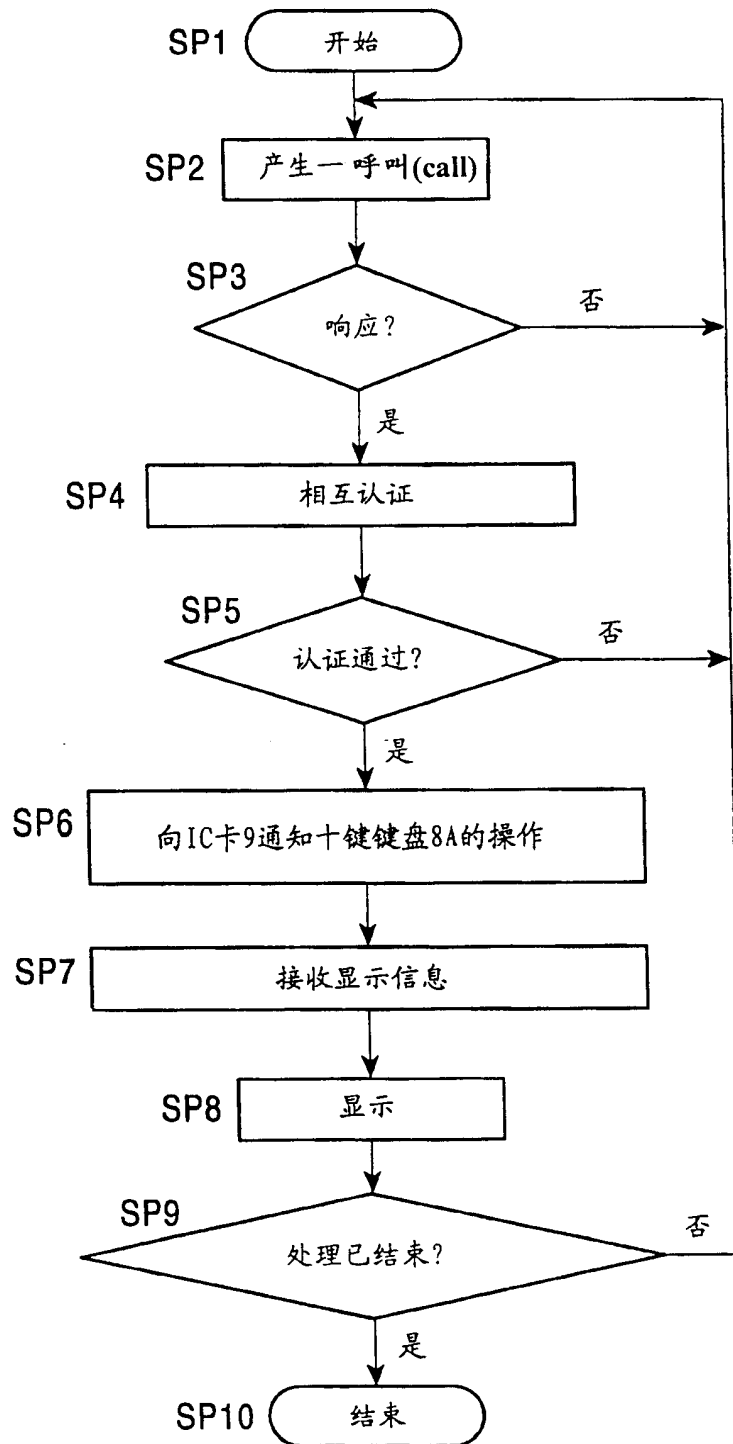 SP1 开始
SP2 产生一呼叫(call)
SP3
响应?
否
是
SP4 相互认证
SP5
认证通过?
否
是
SP6 向IC卡9通知十键键盘8A的操作
SP7 接收显示信息
SP8 显示
SP9
处理已结束?
否
是
SP10 结束